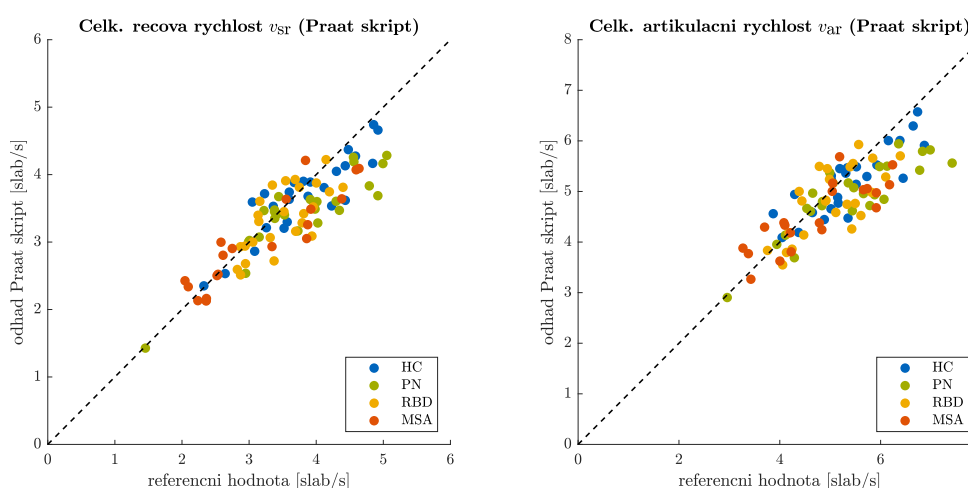 Celk. recova rychlost vsr (Praat skript)
odhad Praat skript [slab/s]
6
5
4
3
2
1
0
0 1 2 3 4 5 6
referencni hodnota [slab/s]
HC
PN
RBD
MSA
Celk. artikulacni rychlost var (Praat skript)
odhad Praat skript [slab/s]
8
7
6
5
4
3
2
1
0
0 2 4 6
referencni hodnota [slab/s]
HC
PN
RBD
MSA